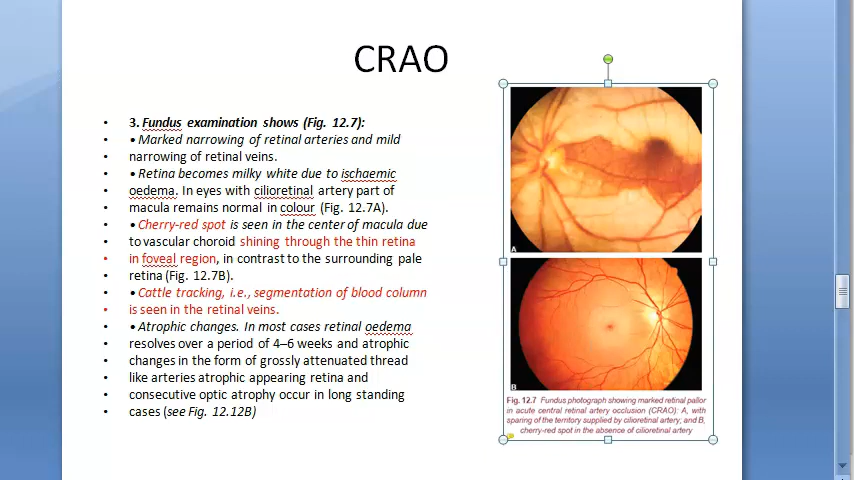 CRAO
• 3. Fundus examination shows (Fig. 12.7):
• • Marked narrowing of retinal arteries and mild
• narrowing of retinal veins.
• • Retina becomes milky white due to ischaemic
• oedema. In eyes with cilioretinal artery part of
• macula remains normal in colour (Fig. 12.7A).
• • Cherry-red spot is seen in the center of macula due
• to vascular choroid shining through the thin retina
• in foveal region, in contrast to the surrounding pale
• retina (Fig. 12.7B).
• • Cattle tracking, i.e., segmentation of blood column
• is seen in the retinal veins.
• • Atrophic changes. In most cases retinal oedema
• resolves over a period of 4–6 weeks and atrophic
• changes in the form of grossly attenuated thread
• like arteries atrophic appearing retina and
• consecutive optic atrophy occur in long standing
• cases (see Fig. 12.12B)
A
B
Fig. 12.7 Fundus photograph showing marked retinal pallor
in acute central retinal artery occlusion (CRAO): A, with
sparing of the territory supplied by cilioretinal artery; and B,
cherry-red spot in the absence of cilioretinal artery